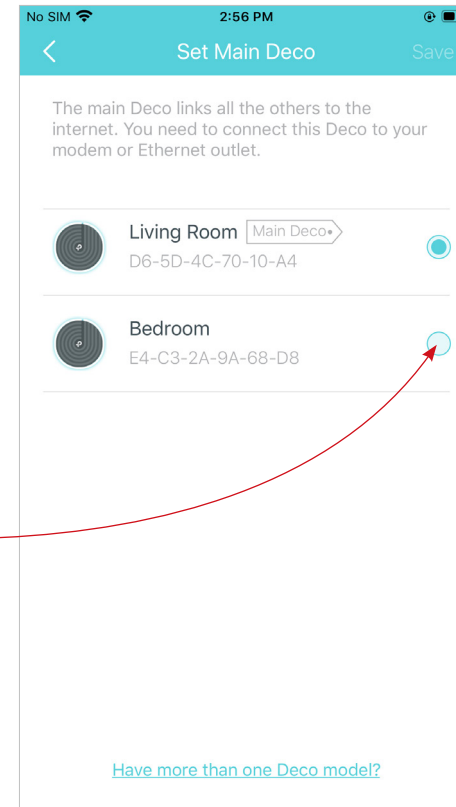 No SIM 2:56 PM
Set Main Deco Save
The main Deco links all the others to the
internet. You need to connect this Deco to your
modem or Ethernet outlet.
Living Room Main Deco
D6-5D-4C-70-10-A4
Bedroom
E4-C3-2A-9A-68-D8
Have more than one Deco model?